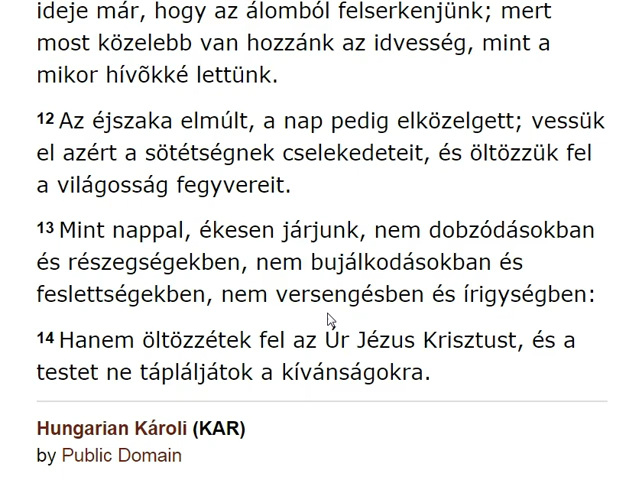 ideje már, hogy az álomból felserkenjünk; mert
most közelebb van hozzánk az idvesség, mint a
mikor hívõkké lettünk.
12 Az éjszaka elmúlt, a nap pedig elközelgett; vessük
el azért a sötétségnek cselekedeteit, és öltözzük fel
a világosság fegyvereit.
13 Mint nappal, ékesen járjunk, nem dobzódásokban
és részegségekben, nem bujálkodásokban és
feslettségekben, nem versengésben és írigységben:
14 Hanem öltözzétek fel az Úr Jézus Krisztust, és a
testet ne tápláljátok a kívánságokra.
Hungarian Károli (KAR)
by Public Domain